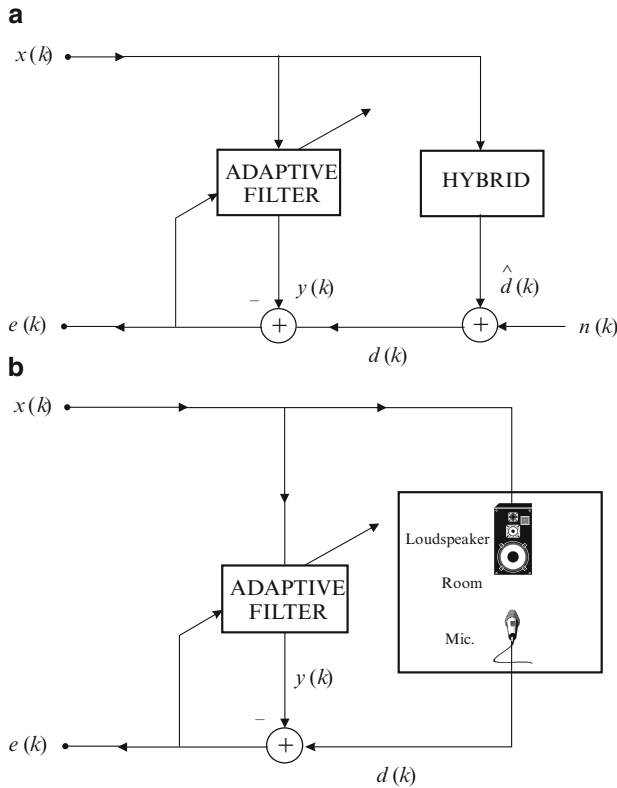 a
x(k)
ADAPTIVE
FILTER
HYBRID
y(k)
^
d(k)
−
e(k)
+
+
n(k)
d(k)
b
x(k)
Loudspeaker
ADAPTIVE
FILTER
Room
Mic.
y(k)
−
e(k)
+
d(k)